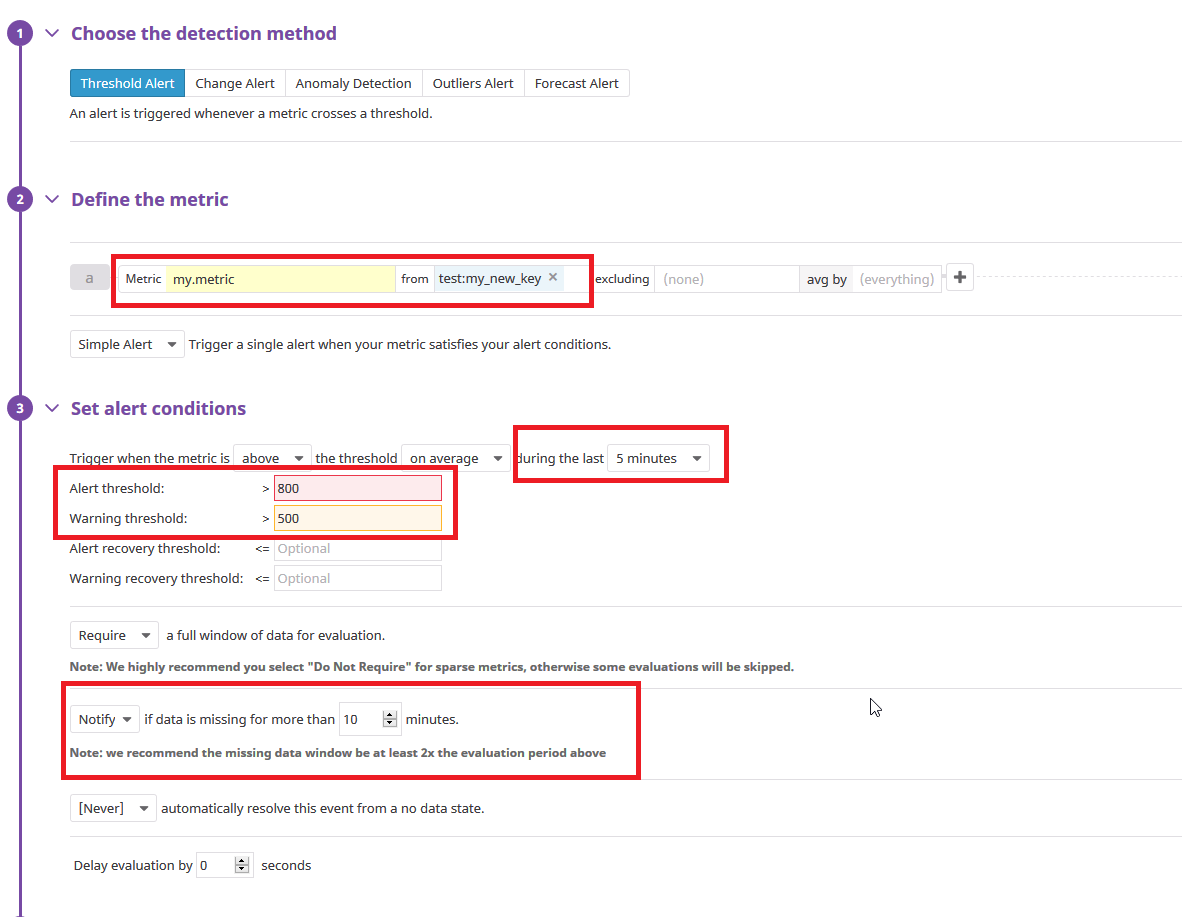 1 Choose the detection method
Threshold Alert Change Alert Anomaly Detection Outliers Alert Forecast Alert
An alert is triggered whenever a metric crosses a threshold.
2 Define the metric
a Metric my.metric from test:my_new_key × excluding (none) avg by (everything) +
Simple Alert Trigger a single alert when your metric satisfies your alert conditions.
3 Set alert conditions
Trigger when the metric is above the threshold on average during the last 5 minutes
Alert threshold: > 800
Warning threshold: > 500
Alert recovery threshold: <= Optional
Warning recovery threshold: <= Optional
Require a full window of data for evaluation.
Note: We highly recommend you select "Do Not Require" for sparse metrics, otherwise some evaluations will be skipped.
Notify if data is missing for more than 10 minutes.
Note: we recommend the missing data window be at least 2x the evaluation period above
[Never] automatically resolve this event from a no data state.
Delay evaluation by 0 seconds